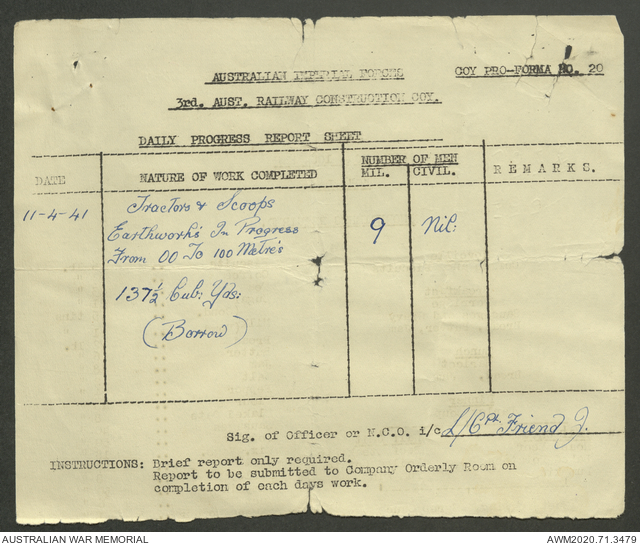 AUSTRALIAN IMPERIAL FORCES COY PRO-FORMA NO. 20
3rd. AUST. RAILWAY CONSTRUCTION COY.
DAILY PROGRESS REPORT SHEET
DATE NATURE OF WORK COMPLETED NUMBER OF MEN REMARKS.
MIL. CIVIL.
11-4-41 Tractors & Scoops
Earthworks In Progress 9 Nil:
From 00 To 100 Metre's
137½ Cub: Yds:
(Borrow)
Sig. of Officer or N.C.O. i/c L/Cpl Friend J.
INSTRUCTIONS: Brief report only required.
Report to be submitted to Company Orderly Room on
completion of each days work.
AUSTRALIAN WAR MEMORIAL AWM2020.71.3479